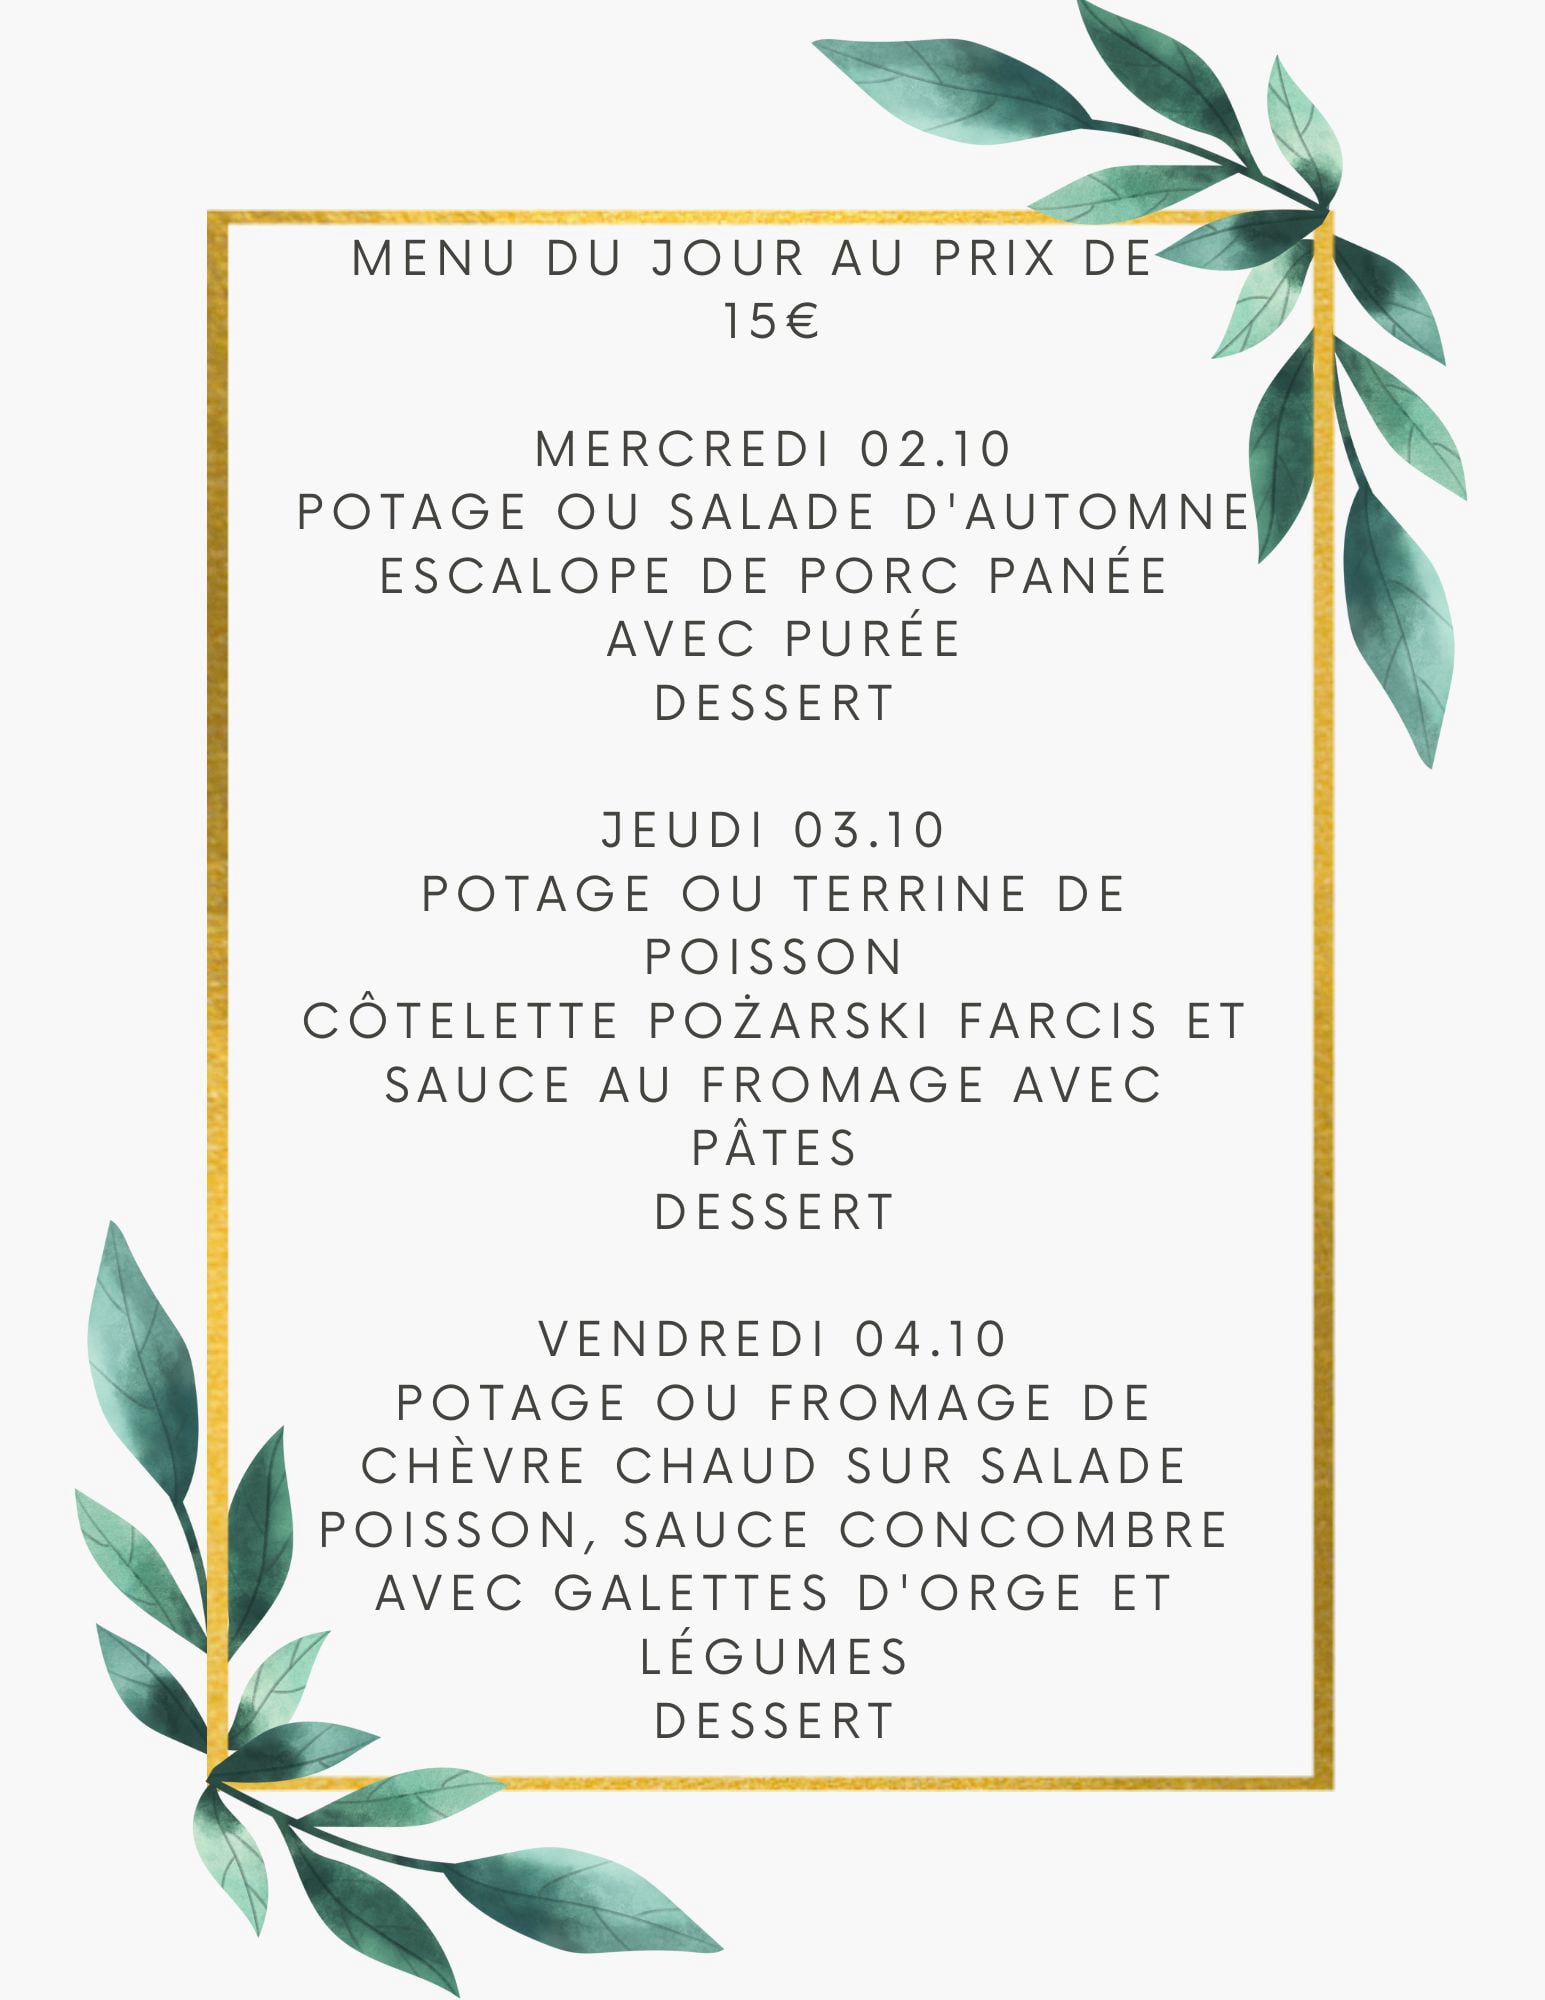 MENU DU JOUR AU PRIX DE
15€
MERCREDI 02.10
POTAGE OU SALADE D'AUTOMNE
ESCALOPE DE PORC PANÉE
AVEC PURÉE
DESSERT
JEUDI 03.10
POTAGE OU TERRINE DE
POISSON
CÔTELETTE POŻARSKI FARCIS ET
SAUCE AU FROMAGE AVEC
PÂTES
DESSERT
VENDREDI 04.10
POTAGE OU FROMAGE DE
CHÈVRE CHAUD SUR SALADE
POISSON, SAUCE CONCOMBRE
AVEC GALETTES D'ORGE ET
LÉGUMES
DESSERT